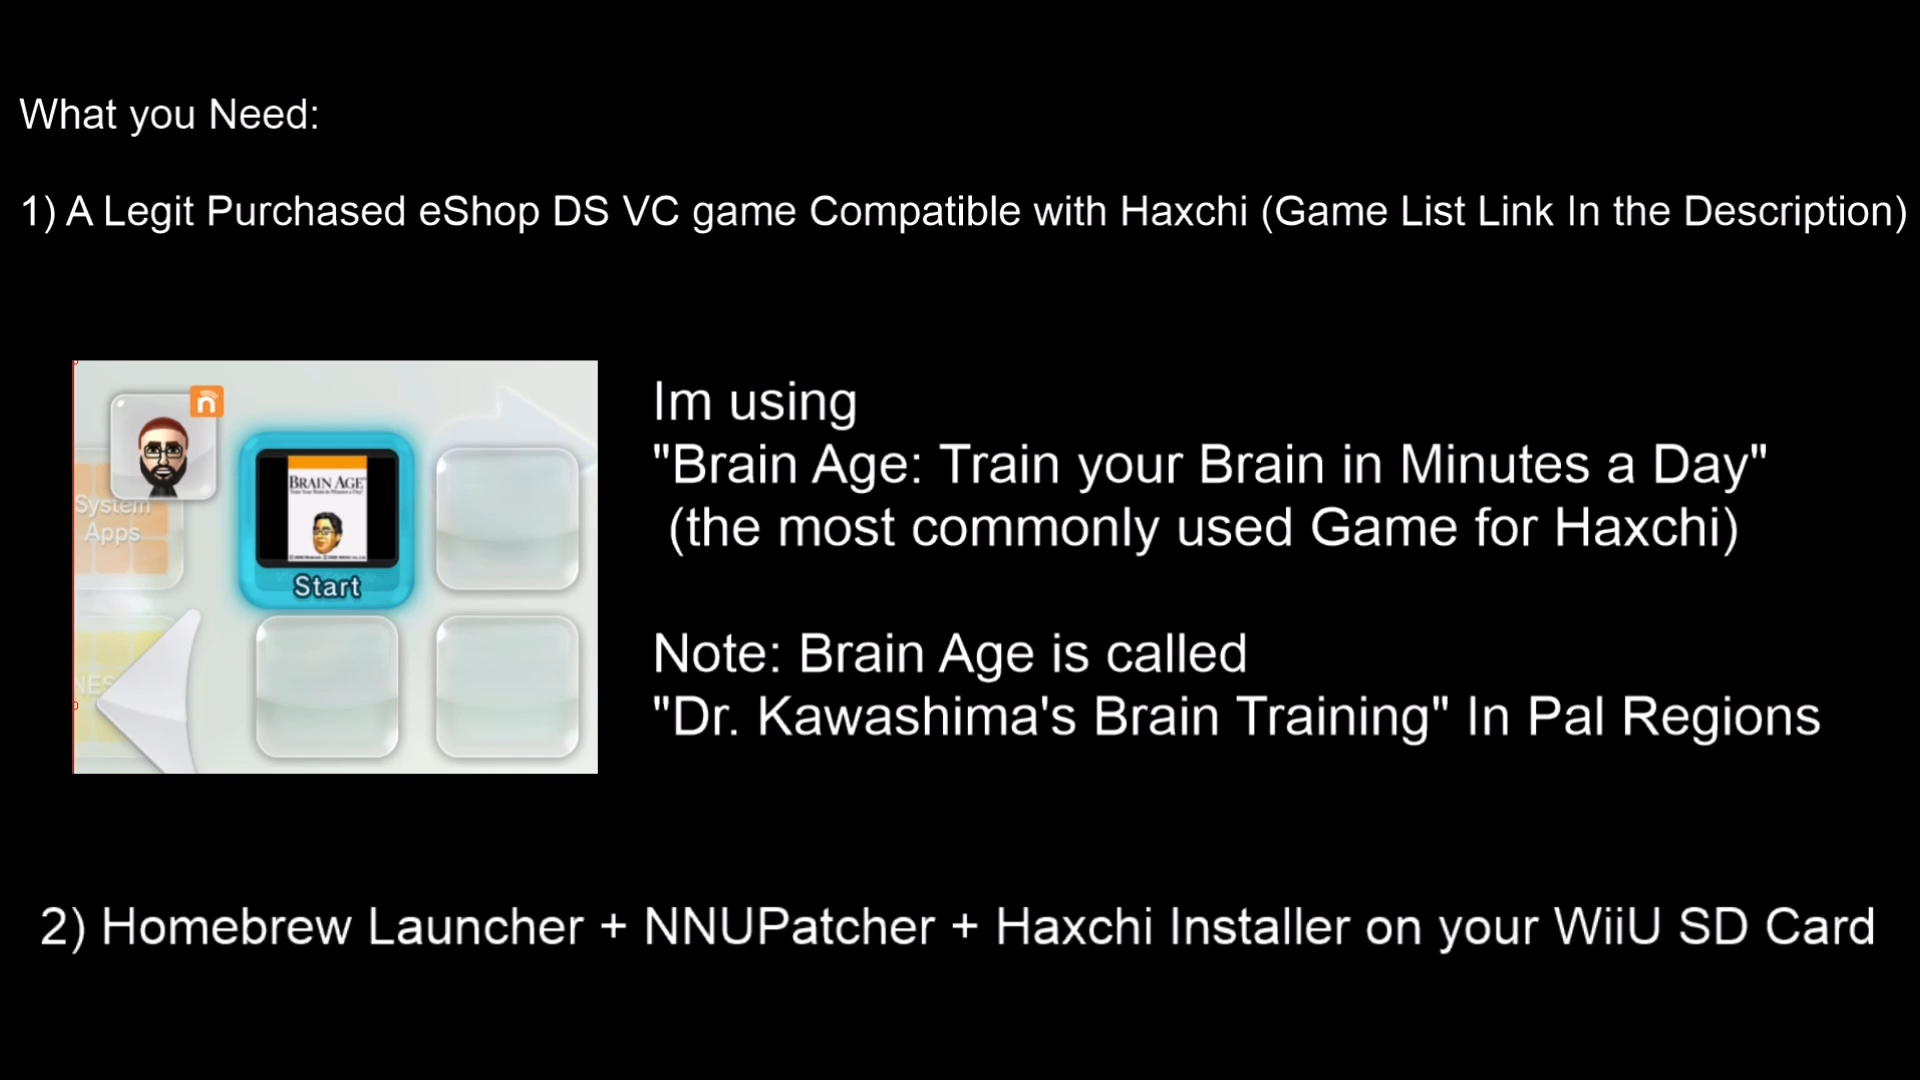 What you Need:
1) A Legit Purchased eShop DS VC game Compatible with Haxchi (Game List Link In the Description)
n
System
Apps
BRAIN AGE
Start
NES
Im using
"Brain Age: Train your Brain in Minutes a Day"
(the most commonly used Game for Haxchi)
Note: Brain Age is called
"Dr. Kawashima's Brain Training" In Pal Regions
2) Homebrew Launcher + NNUPatcher + Haxchi Installer on your WiiU SD Card